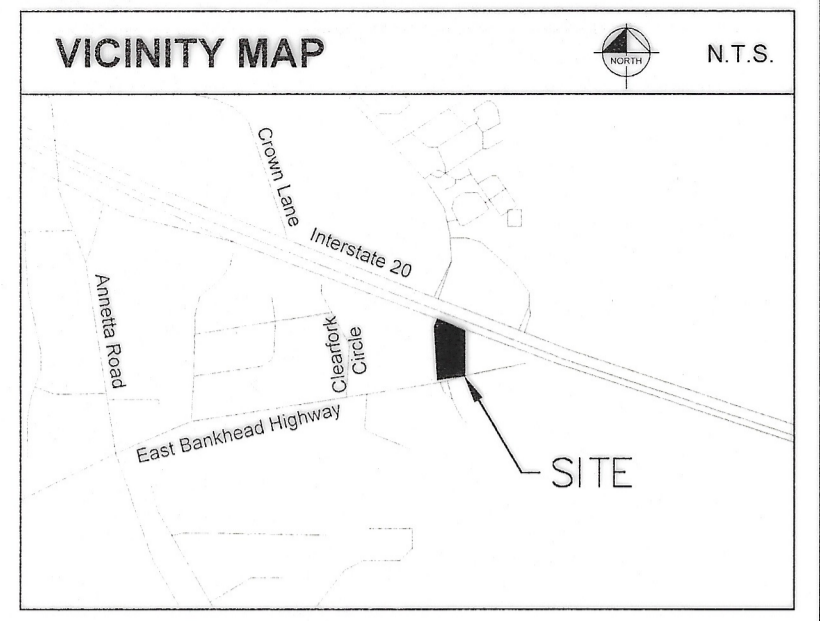 VICINITY MAP
NORTH
N.T.S.
Crown Lane
Interstate 20
Annetta Road
Clearfork
Circle
East Bankhead Highway
SITE